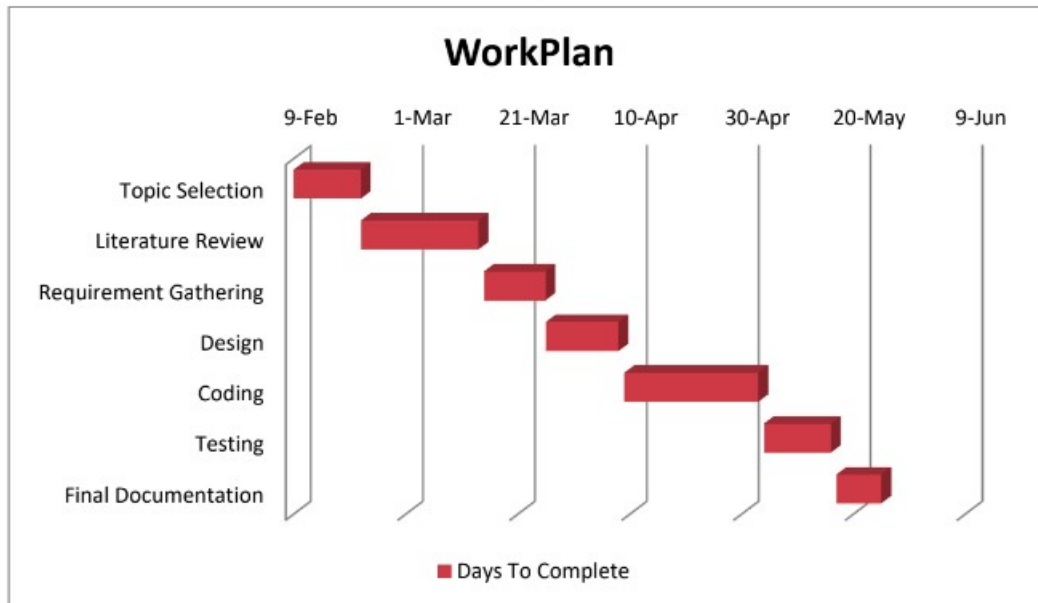 WorkPlan
9-Feb 1-Mar 21-Mar 10-Apr 30-Apr 20-May 9-Jun
Topic Selection
Literature Review
Requirement Gathering
Design
Coding
Testing
Final Documentation
Days To Complete